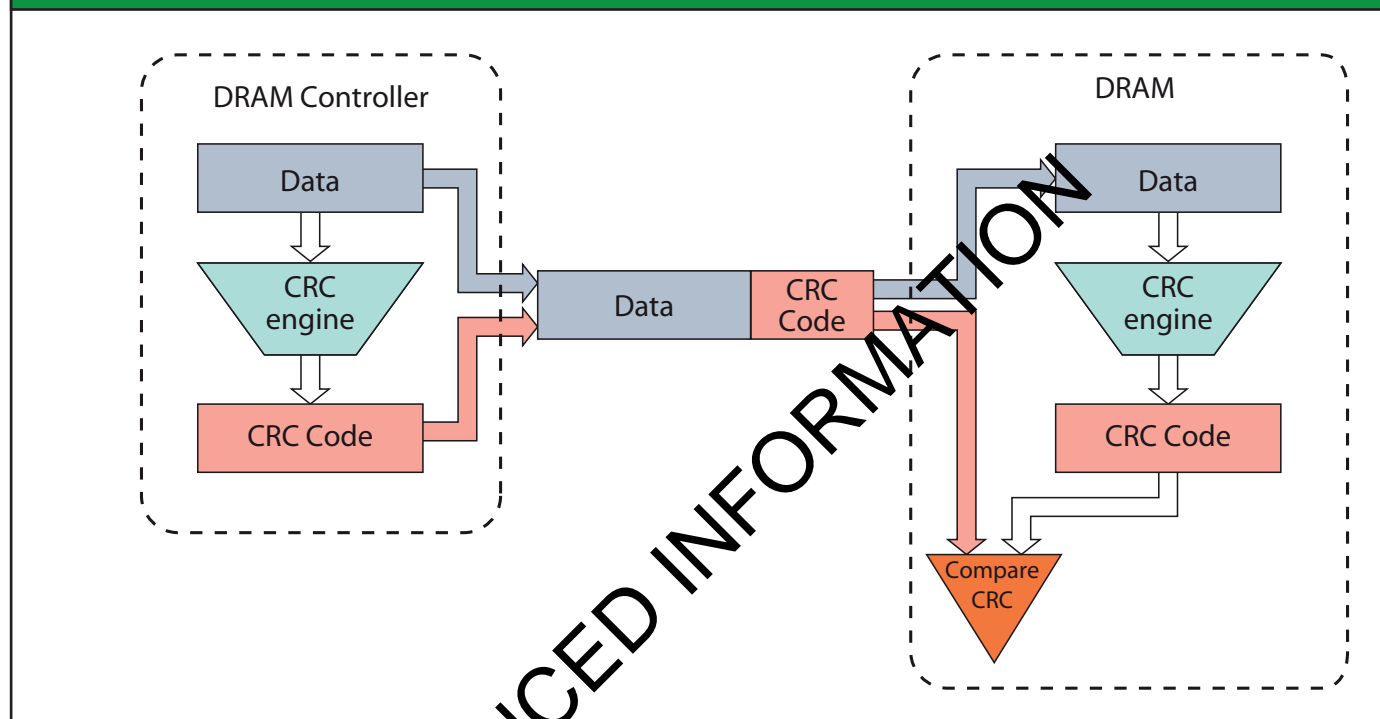 DRAM Controller
Data
CRC
engine
CRC Code
Data
CRC
Code
DRAM
Data
CRC
engine
CRC Code
Compare
CRC
INFORMATION